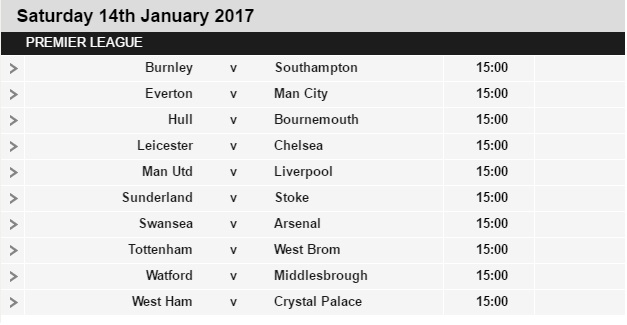 Saturday 14th January 2017
PREMIER LEAGUE
Burnley v Southampton 15:00
Everton v Man City 15:00
Hull v Bournemouth 15:00
Leicester v Chelsea 15:00
Man Utd v Liverpool 15:00
Sunderland v Stoke 15:00
Swansea v Arsenal 15:00
Tottenham v West Brom 15:00
Watford v Middlesbrough 15:00
West Ham v Crystal Palace 15:00